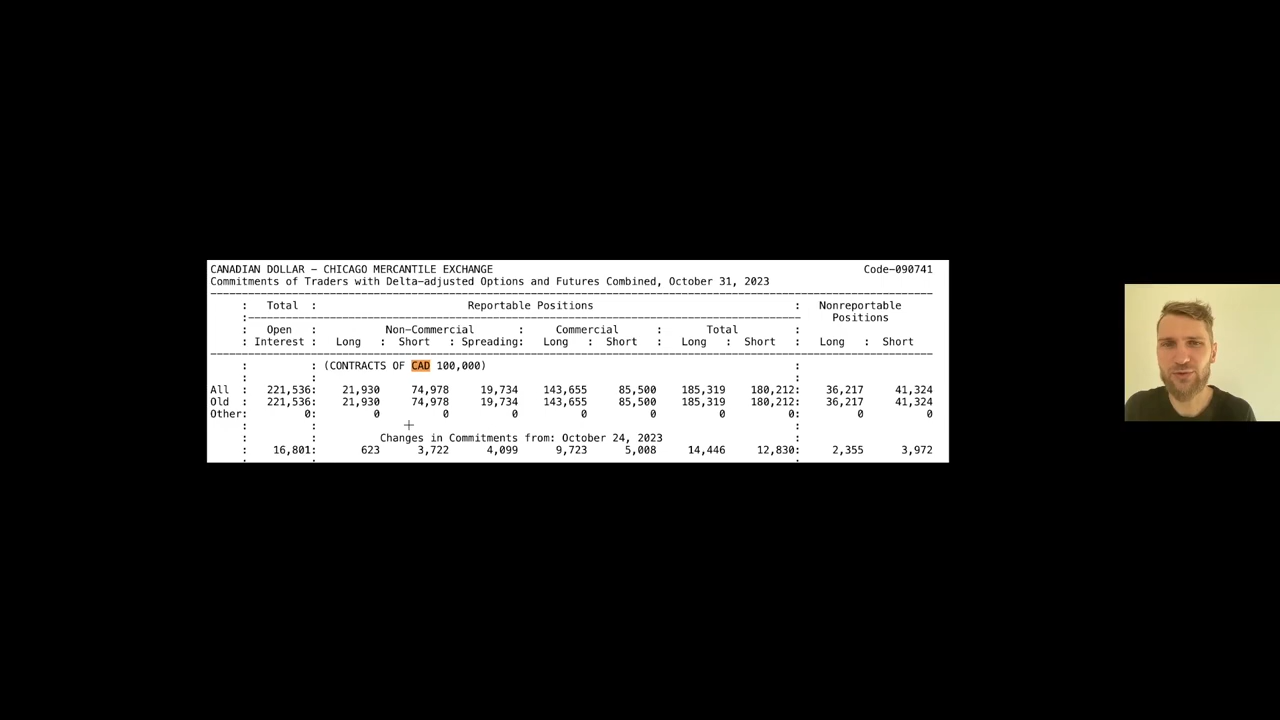 CANADIAN DOLLAR - CHICAGO MERCANTILE EXCHANGE Code-090741
Commitments of Traders with Delta-adjusted Options and Futures Combined, October 31, 2023
: Total : Reportable Positions : Nonreportable
Positions
: Open : Non-Commercial : Commercial : Total :
: Interest : Long : Short : Spreading: Long : Short : Long : Short : Long : Short
: : (CONTRACTS OF CAD 100,000) :
: : :
All : 221,536: 21,930 74,978 19,734 143,655 85,500 185,319 180,212: 36,217 41,324
Old : 221,536: 21,930 74,978 19,734 143,655 85,500 185,319 180,212: 36,217 41,324
Other: 0: 0 0 0 0 0 0 0: 0 0
: : :
: : Changes in Commitments from: October 24, 2023 :
: 16,801: 623 3,722 4,099 9,723 5,008 14,446 12,830: 2,355 3,972